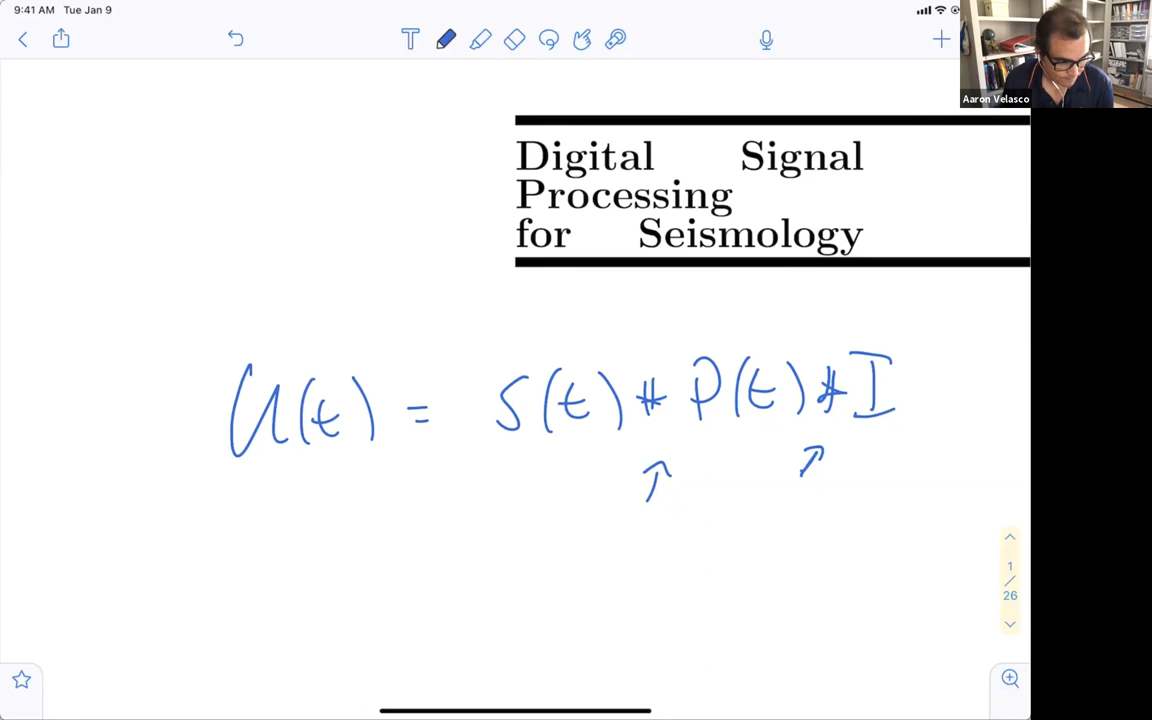 9:41 AM Tue Jan 9
Aaron Velasco
Digital Signal
Processing
for Seismology
U(t) = S(t) * P(t) * I
1
/
26